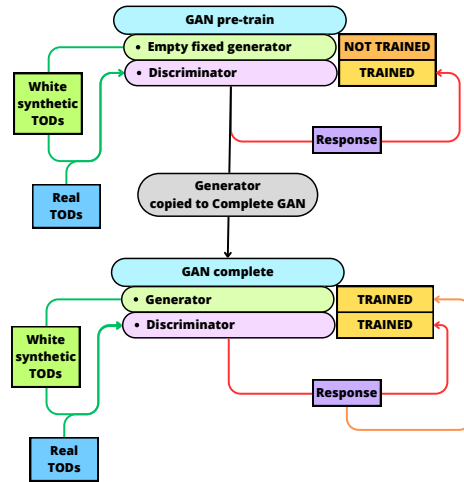 GAN pre-train
• Empty fixed generator
NOT TRAINED
• Discriminator
TRAINED
White
synthetic
TODs
Response
Real
TODs
Generator
copied to Complete GAN
GAN complete
• Generator
TRAINED
• Discriminator
TRAINED
White
synthetic
TODs
Response
Real
TODs